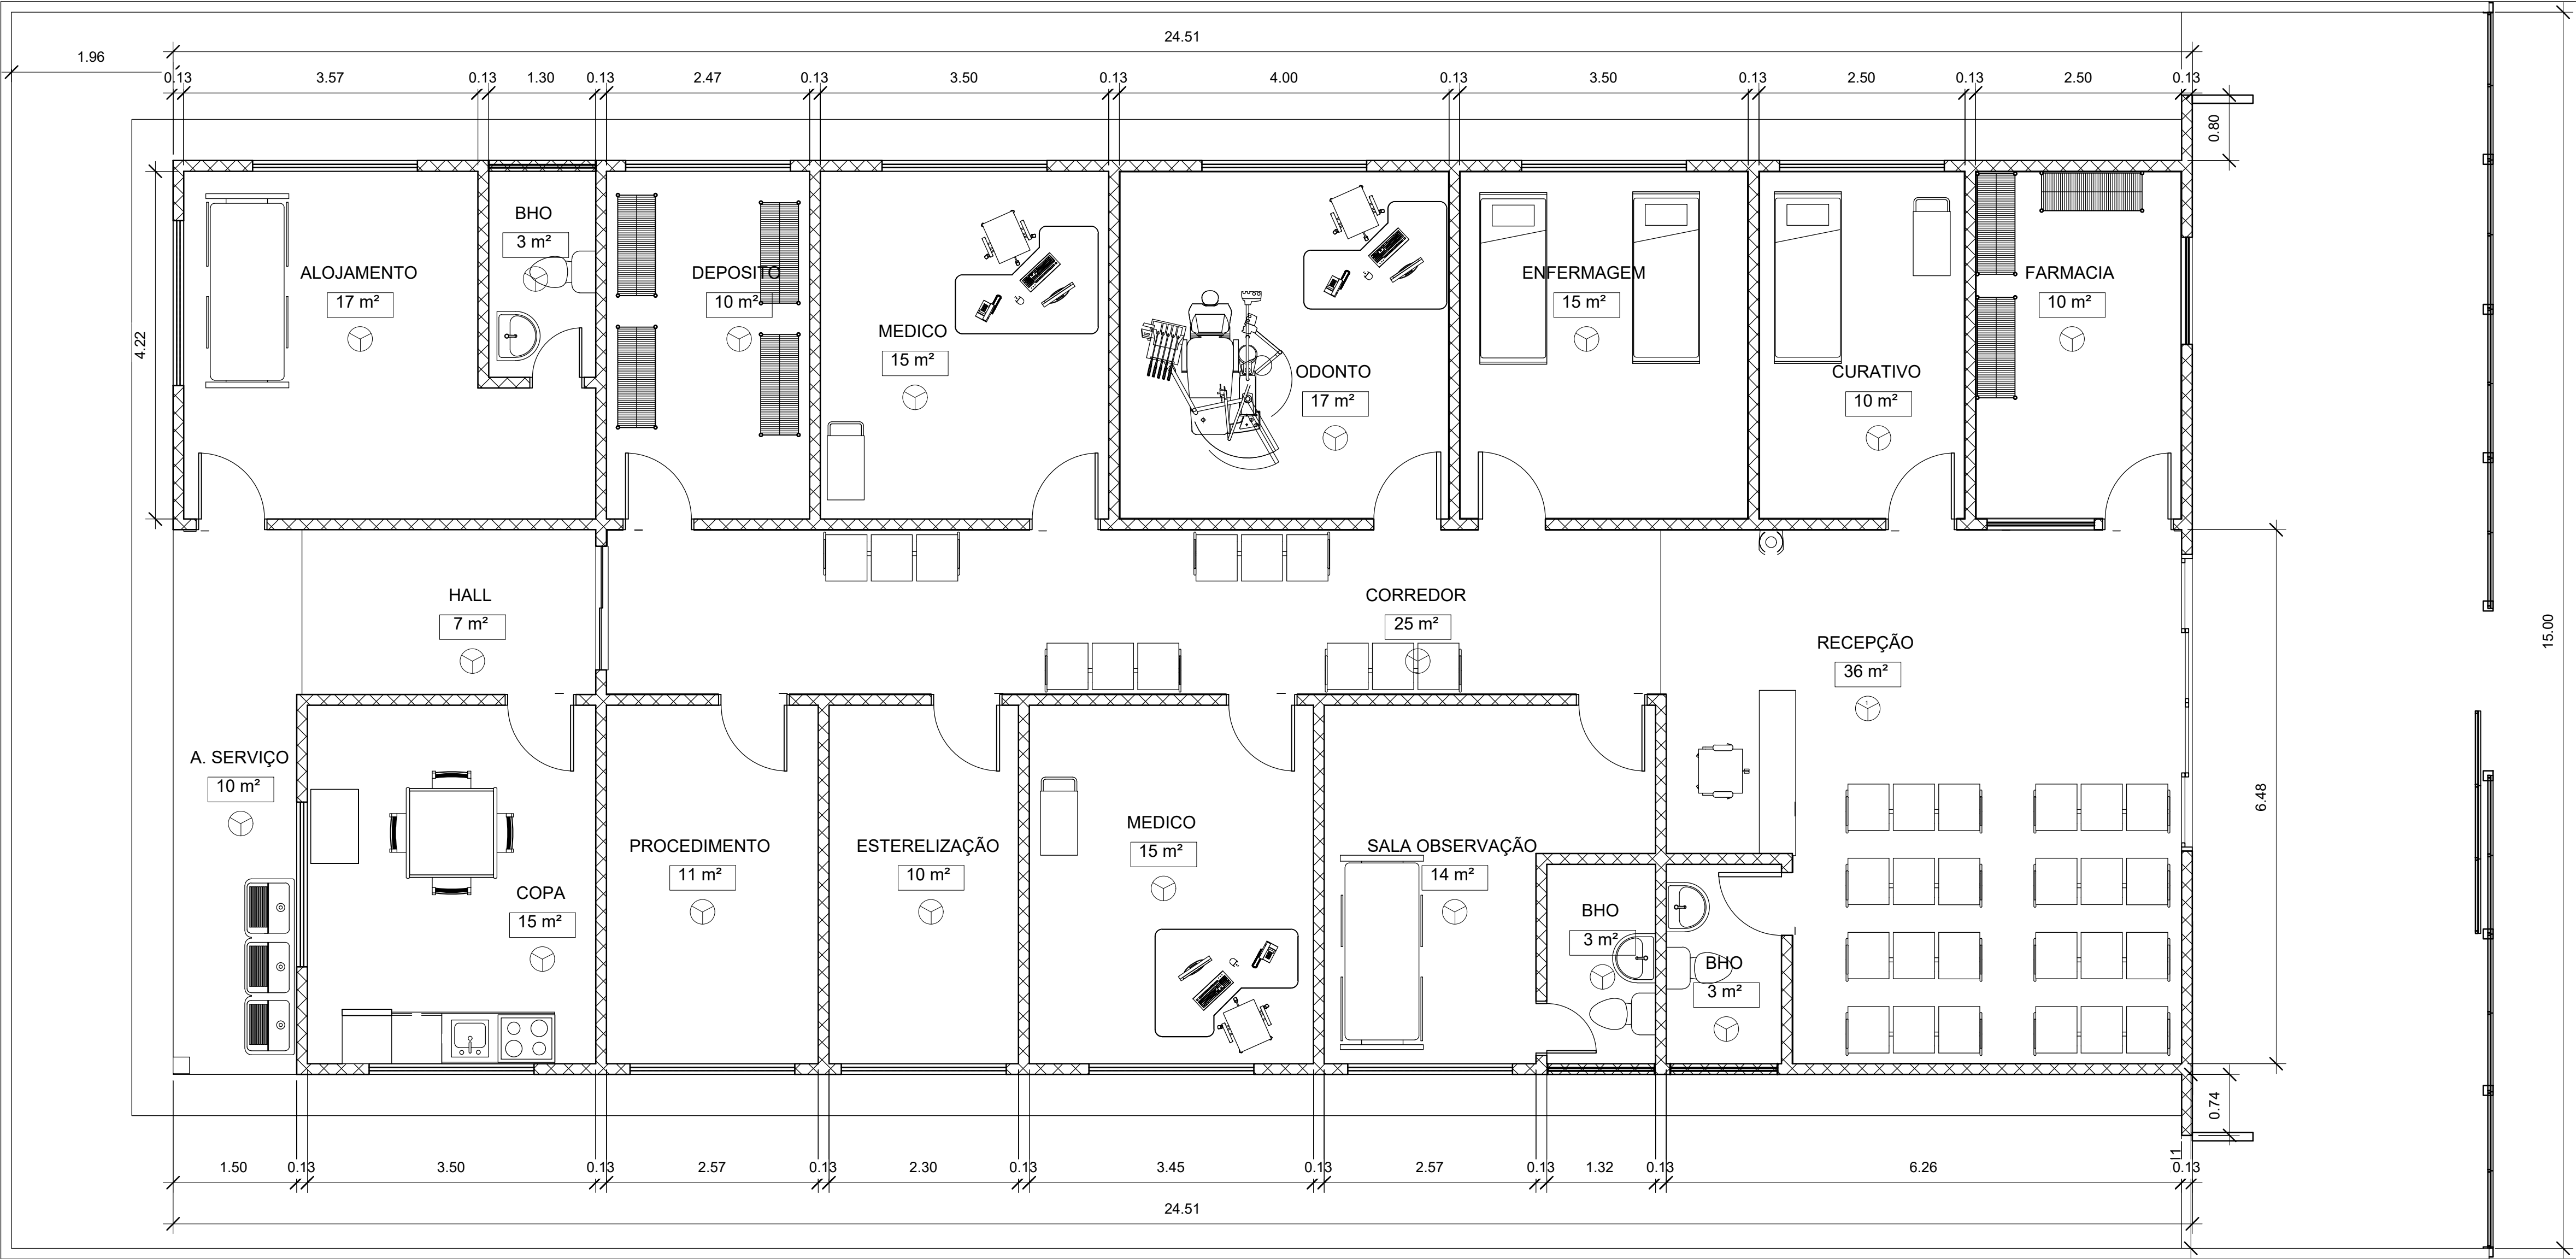 24.51
1.96
0.13 3.57 0.13 1.30 0.13 2.47 0.13 3.50 0.13 4.00 0.13 3.50 0.13 2.50 0.13 2.50 0.13
0.80
4.22
ALOJAMENTO
17 m²
BHO
3 m²
DEPOSITO
10 m²
MEDICO
15 m²
ODONTO
17 m²
ENFERMAGEM
15 m²
CURATIVO
10 m²
FARMACIA
10 m²
HALL
7 m²
CORREDOR
25 m²
RECEPÇÃO
36 m²
1
15.00
6.48
A. SERVIÇO
10 m²
COPA
15 m²
PROCEDIMENTO
11 m²
ESTERELIZAÇÃO
10 m²
MEDICO
15 m²
SALA OBSERVAÇÃO
14 m²
BHO
3 m²
BHO
3 m²
0.74
1.50 0.13 3.50 0.13 2.57 0.13 2.30 0.13 3.45 0.13 2.57 0.13 1.32 0.13 6.26 0.13
24.51